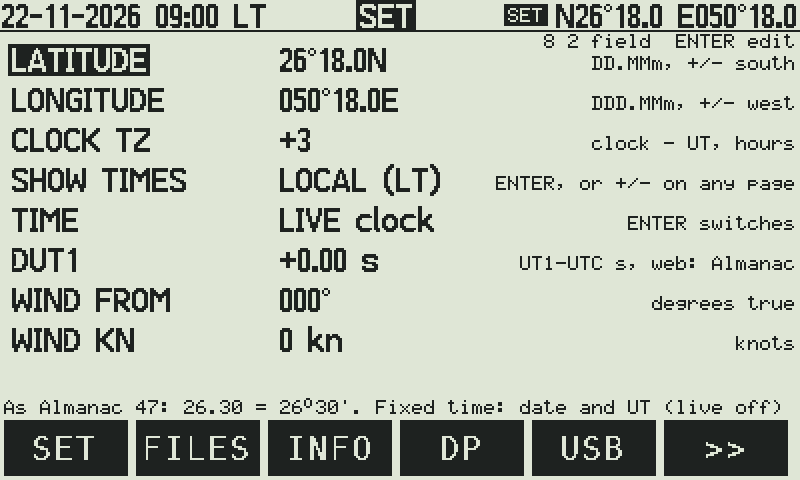 22-11-2026 09:00 LT SET SET N26°18.0 E050°18.0
8 2 field ENTER edit
LATITUDE 26°18.0N DD.MMm, +/- south
LONGITUDE 050°18.0E DDD.MMm, +/- west
CLOCK TZ +3 clock - UT, hours
SHOW TIMES LOCAL (LT) ENTER, or +/- on any page
TIME LIVE clock ENTER switches
DUT1 +0.00 s UT1-UTC s, web: Almanac
WIND FROM 000° degrees true
WIND KN 0 kn knots
As Almanac 47: 26.30 = 26°30'. Fixed time: date and UT (live off)
SET FILES INFO DP USB >>